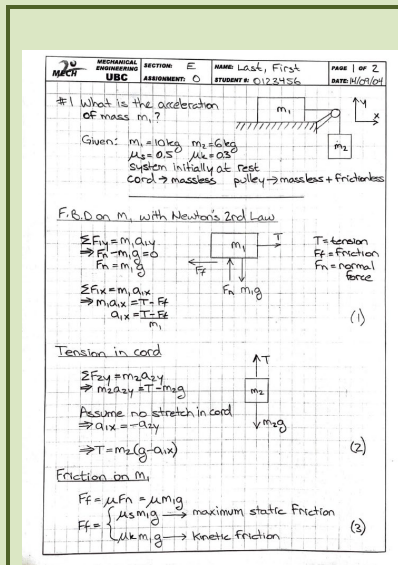 MECH 2
MECHANICAL ENGINEERING UBC
SECTION: E
ASSIGNMENT: 0
NAME: Last, First
STUDENT #: 0123456
PAGE 1 OF 2
DATE: 14/09/04
#1 What is the acceleration
of mass m₁?
m₁
y
x
m₂
Given: m₁=10kg m₂=6kg
μs=0.5 μk=0.3
system initially at rest
cord → massless pulley → massless + frictionless
F.B.D on m₁ with Newton's 2nd Law
ΣF₁y=m₁a₁y
⇒ Fn-m₁g=0
Fn=m₁g
m₁
T
Ff
Fn m₁g
T=tension
Ff=friction
Fn=normal
force
ΣF₁x=m₁a₁x
⇒ m₁a₁x=T-Ff
a₁x=T-Ff
m₁
(1)
Tension in cord
ΣF₂y=m₂a₂y
⇒ m₂a₂y=T-m₂g
T
m₂
m₂g
Assume no stretch in cord
⇒ a₁x=-a₂y
⇒T=m₂(g-a₁x)
(2)
Friction on m₁
Ff=μFn=μm₁g
Ff={μsm₁g → maximum static friction
μkm₁g → kinetic friction
(3)